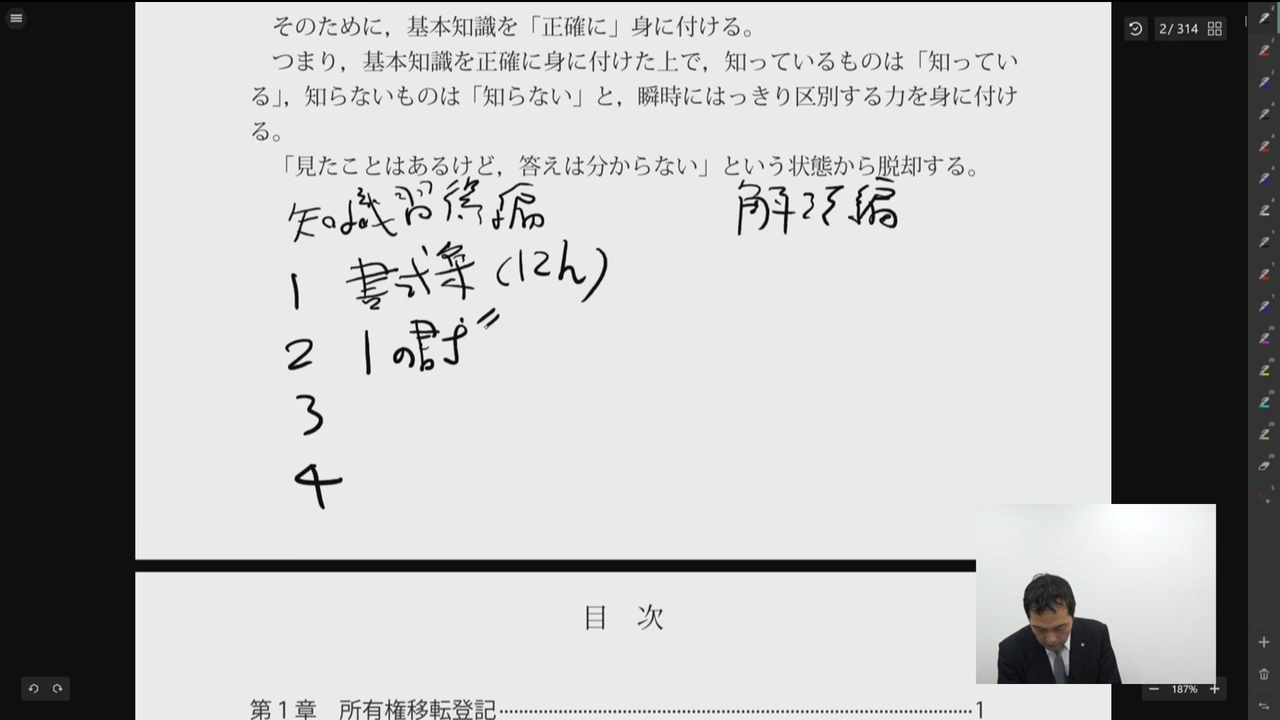 そのために，基本知識を「正確に」身に付ける。
つまり，基本知識を正確に身に付けた上で，知っているものは「知ってい
る」，知らないものは「知らない」と，瞬時にはっきり区別する力を身に付け
る。
「見たことはあるけど，答えは分からない」という状態から脱却する。
知識習得編 解法編
1 書式集(12h)
2 1の
3
4
目 次
第１章 所有権移転登記 1
2/314
187%